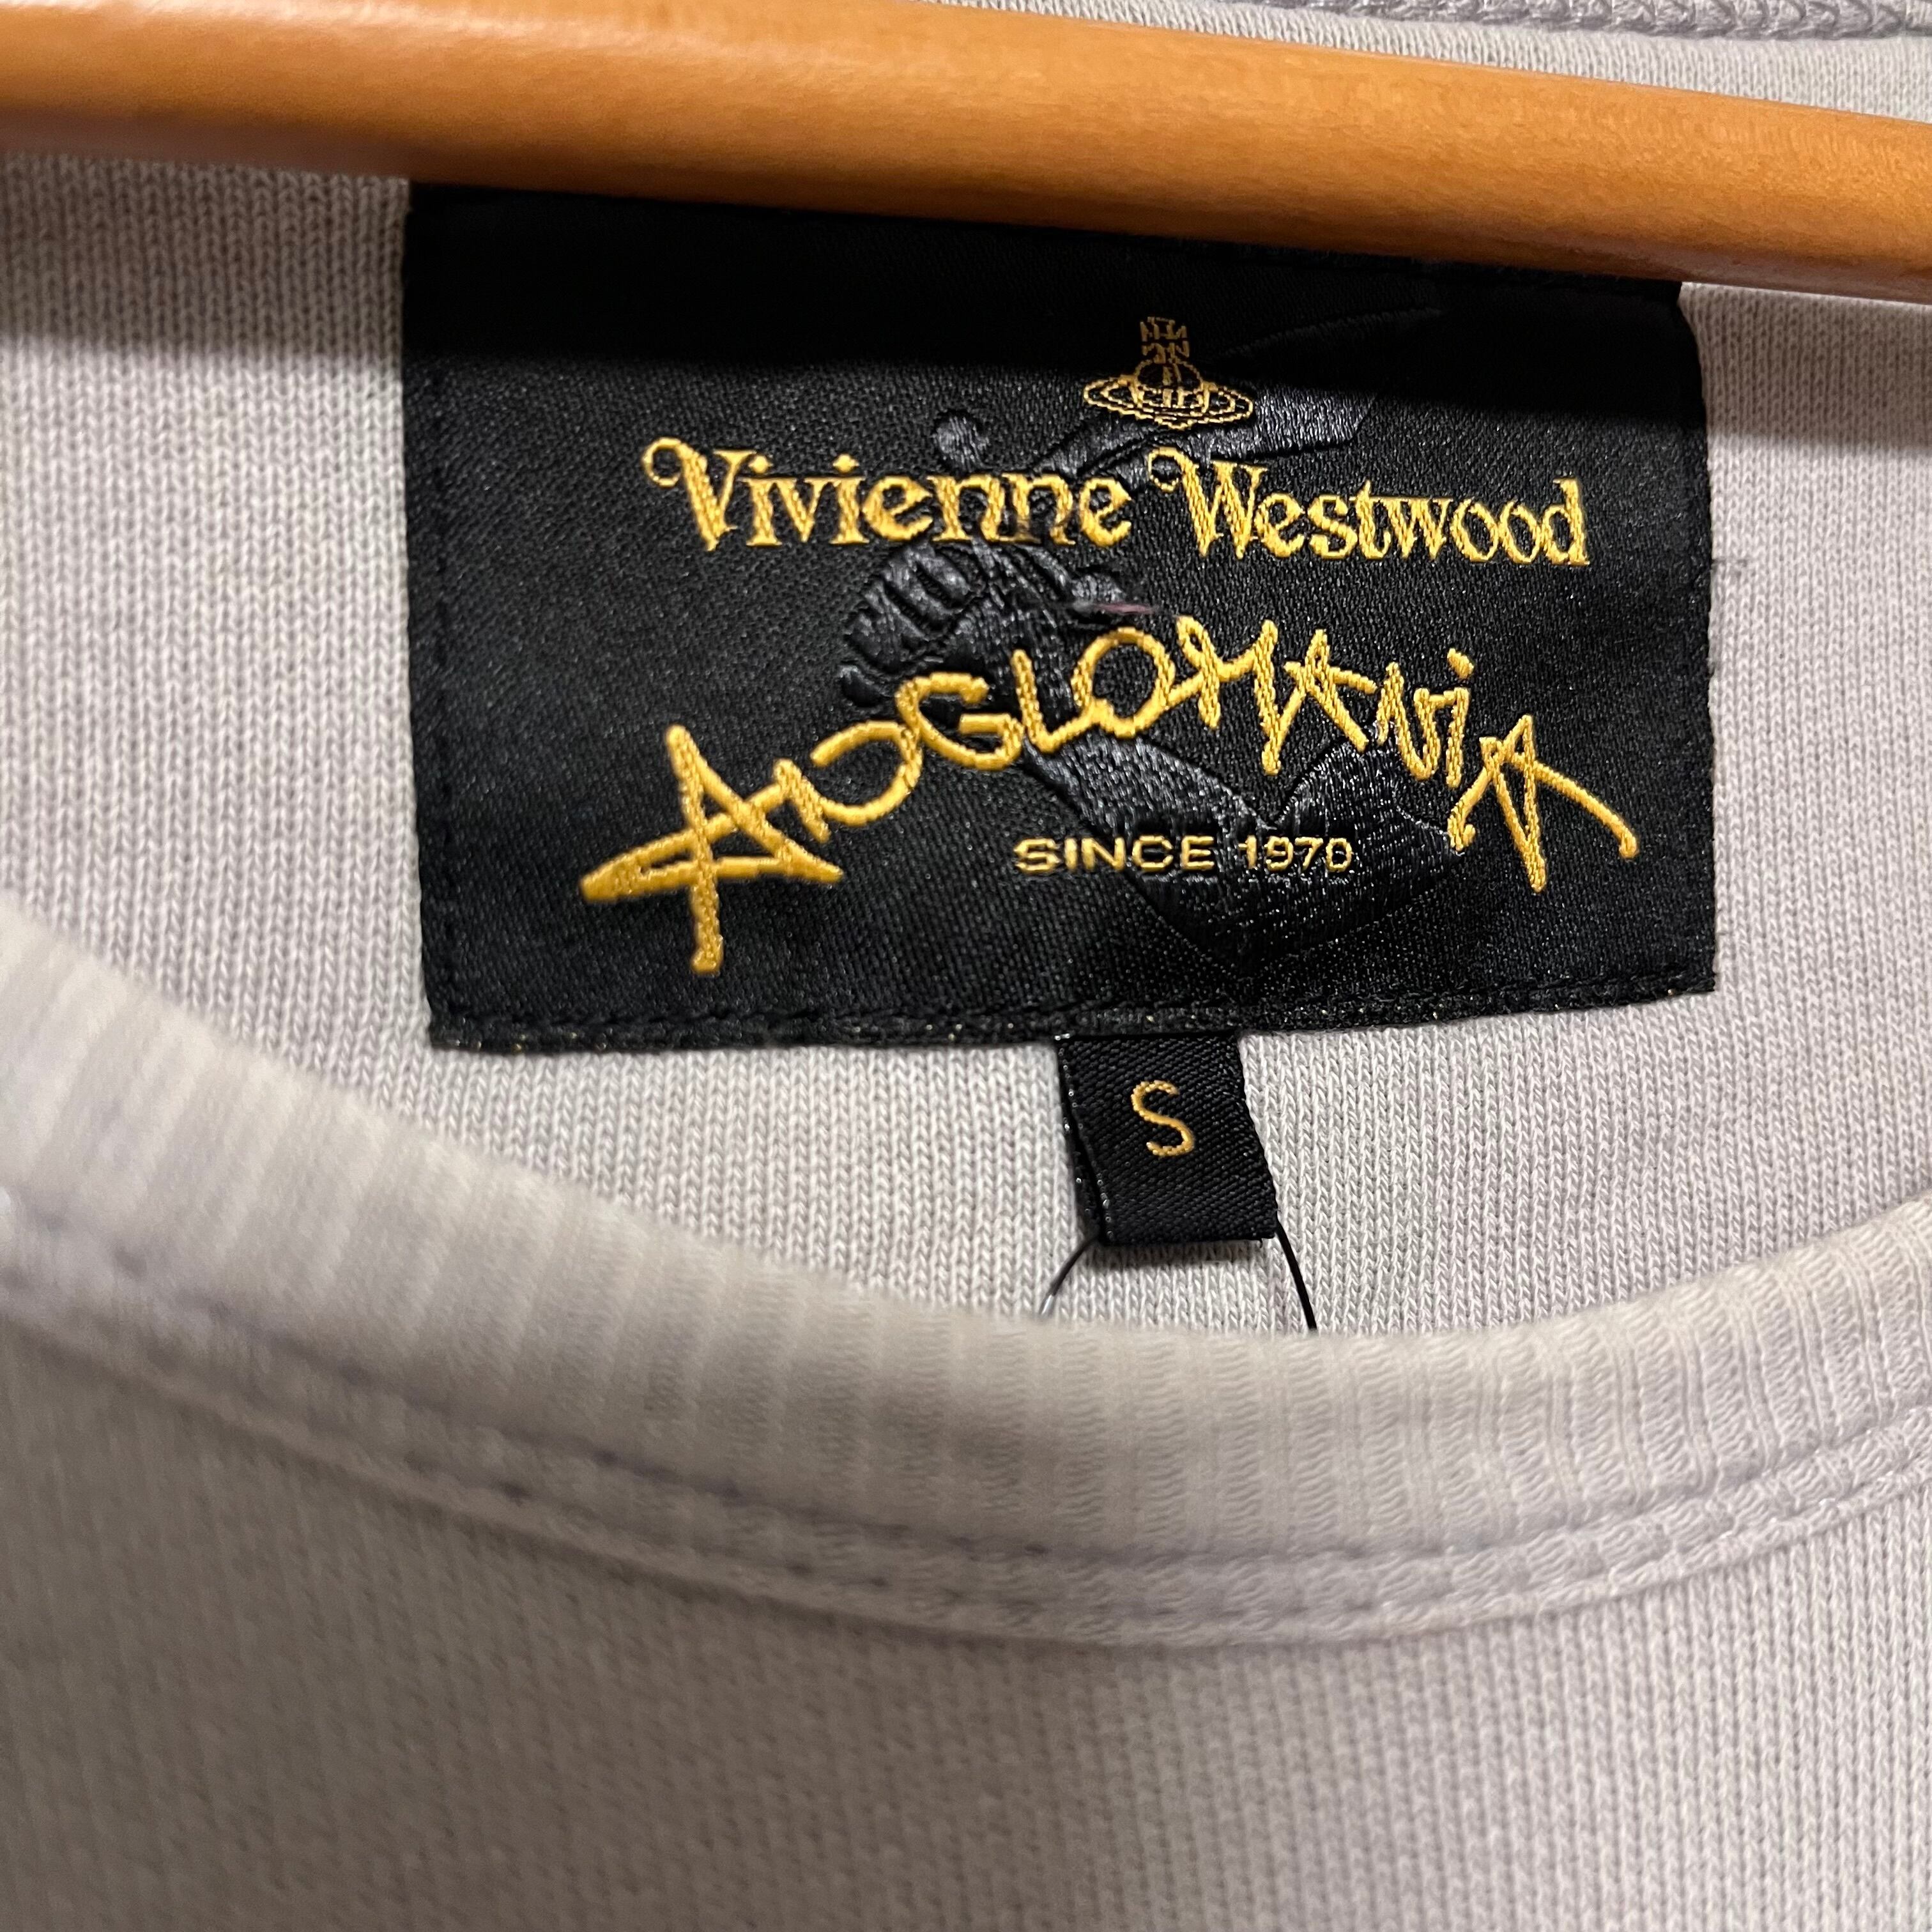 Vivienne Westwood
ANGLOMANiA
SINCE 1970
S